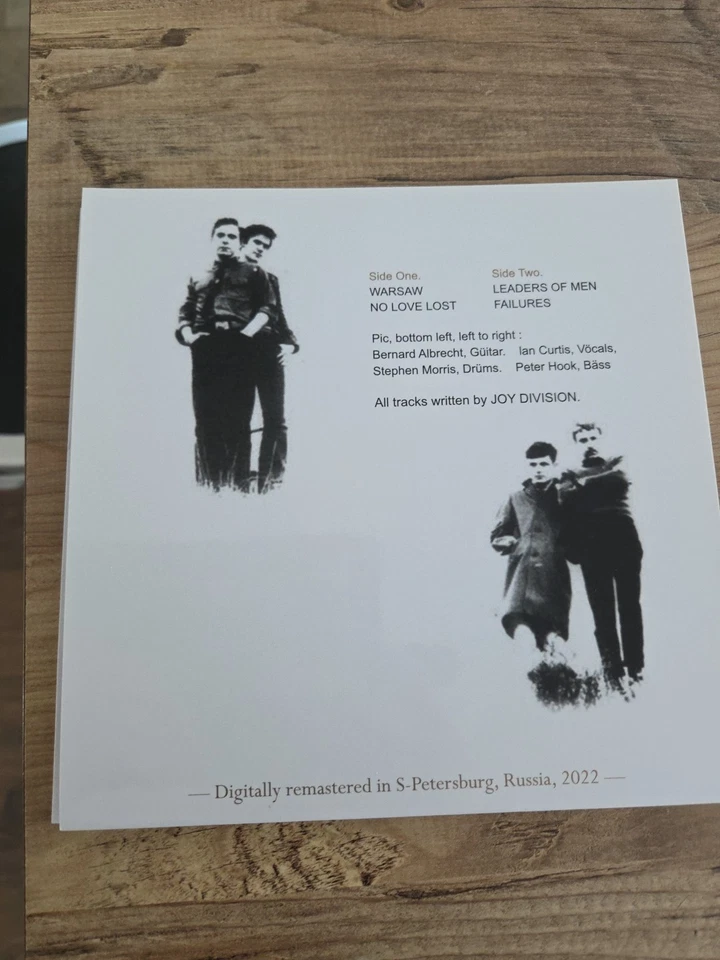 Side One.
WARSAW
NO LOVE LOST
Side Two.
LEADERS OF MEN
FAILURES
Pic, bottom left, left to right :
Bernard Albrecht, Güitar. Ian Curtis, Vöcals,
Stephen Morris, Drüms. Peter Hook, Bäss
All tracks written by JOY DIVISION.
— Digitally remastered in S-Petersburg, Russia, 2022 —